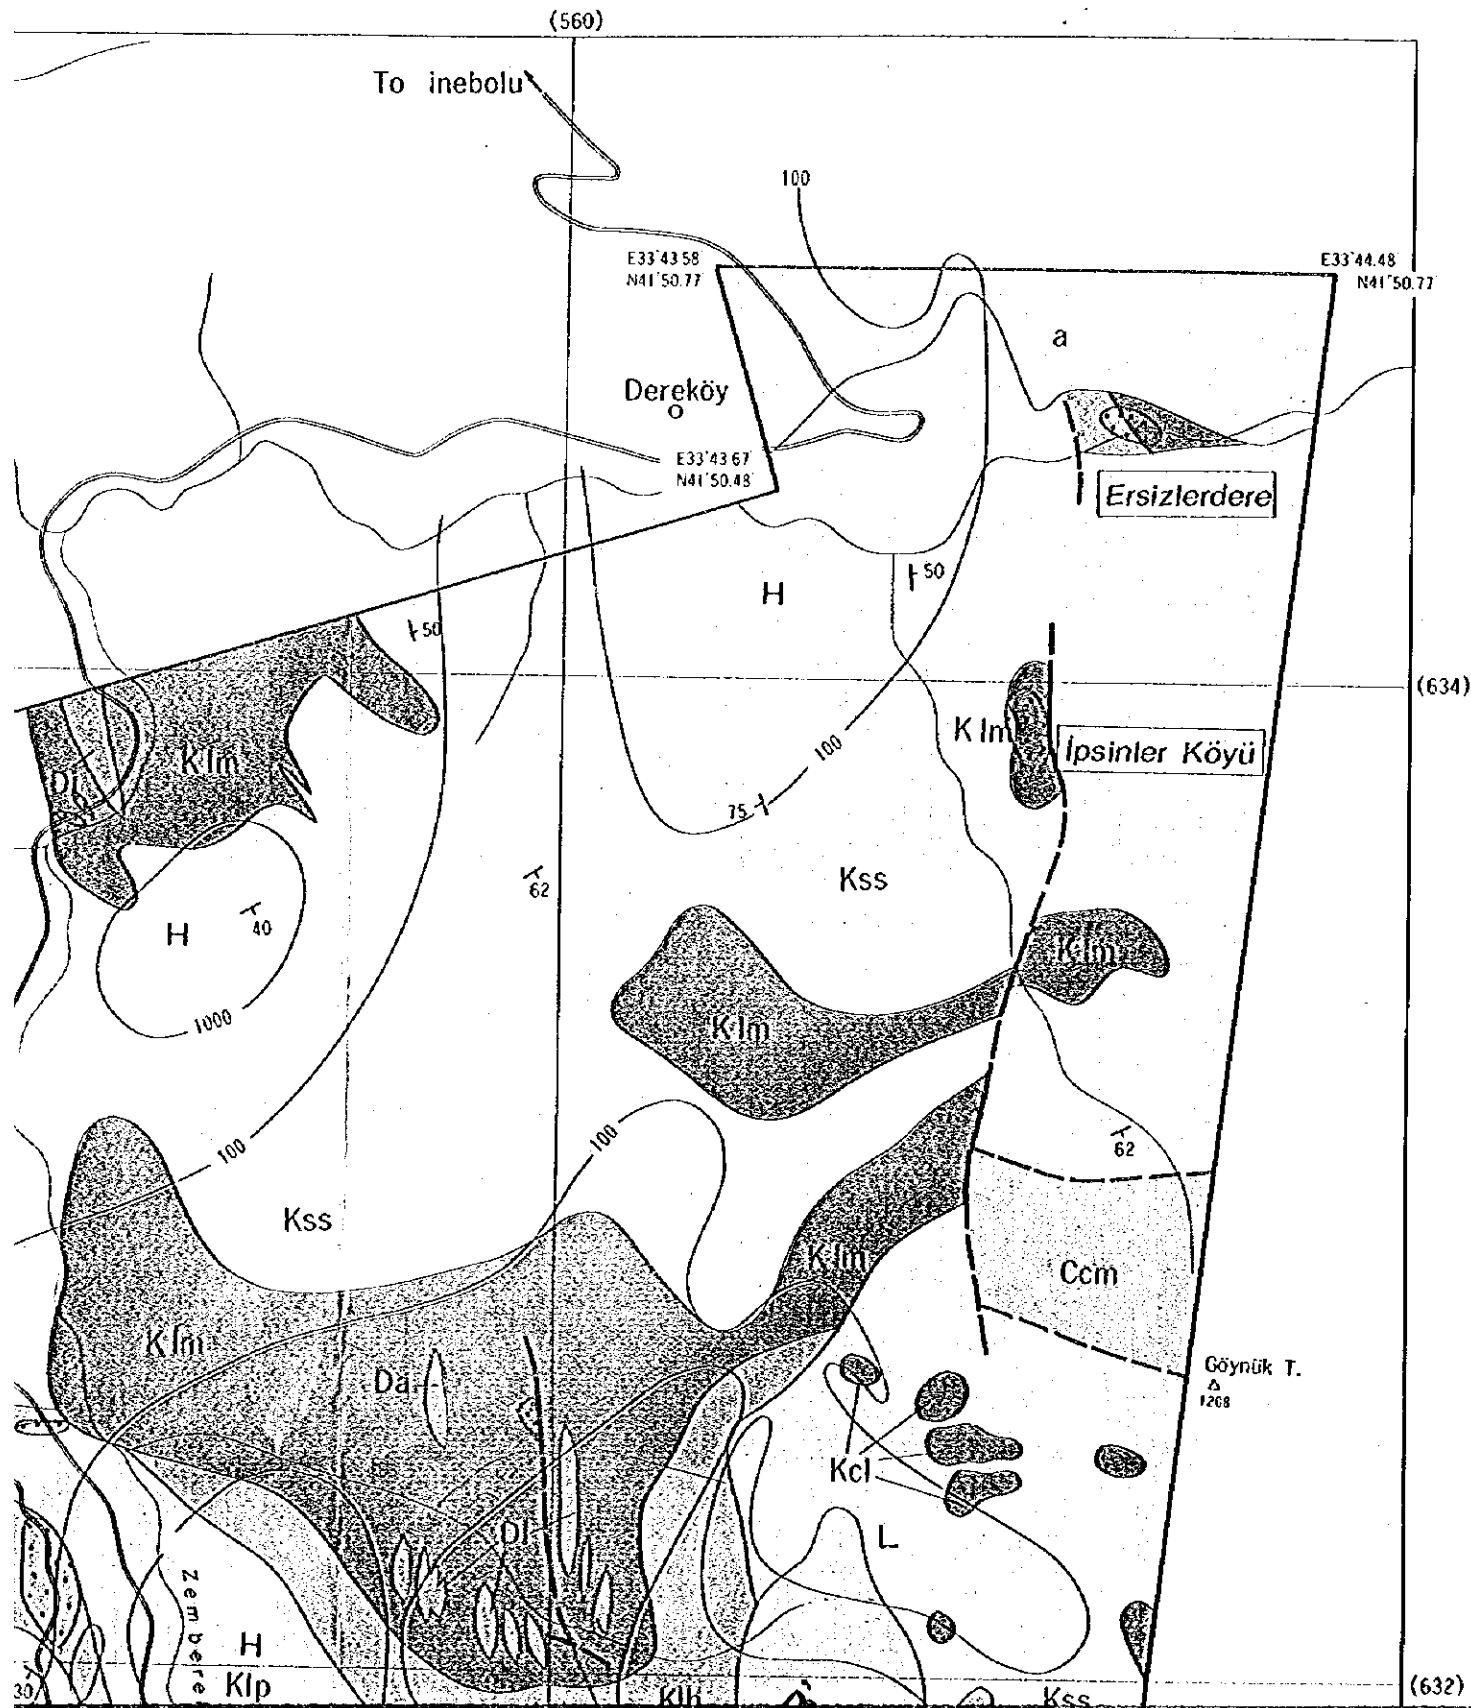 (560)
To inebolu
100
E33°43 58'
N41°50.77'
E33°44.48'
N41°50.77'
a
Dereköy
E33°43 67'
N41°50.48'
Ersizlerdere
50
H
50
(634)
Klm
Klm
İpsinler Köyü
100
75
Kss
62
H
40
Klm
Klm
1000
100
100
62
Kss
Klm
Ccm
Klm
Da
Göynük T.
1208
Kcl
Dl
L
Zembere
H
Klp
30
Klp
Kss
(632)